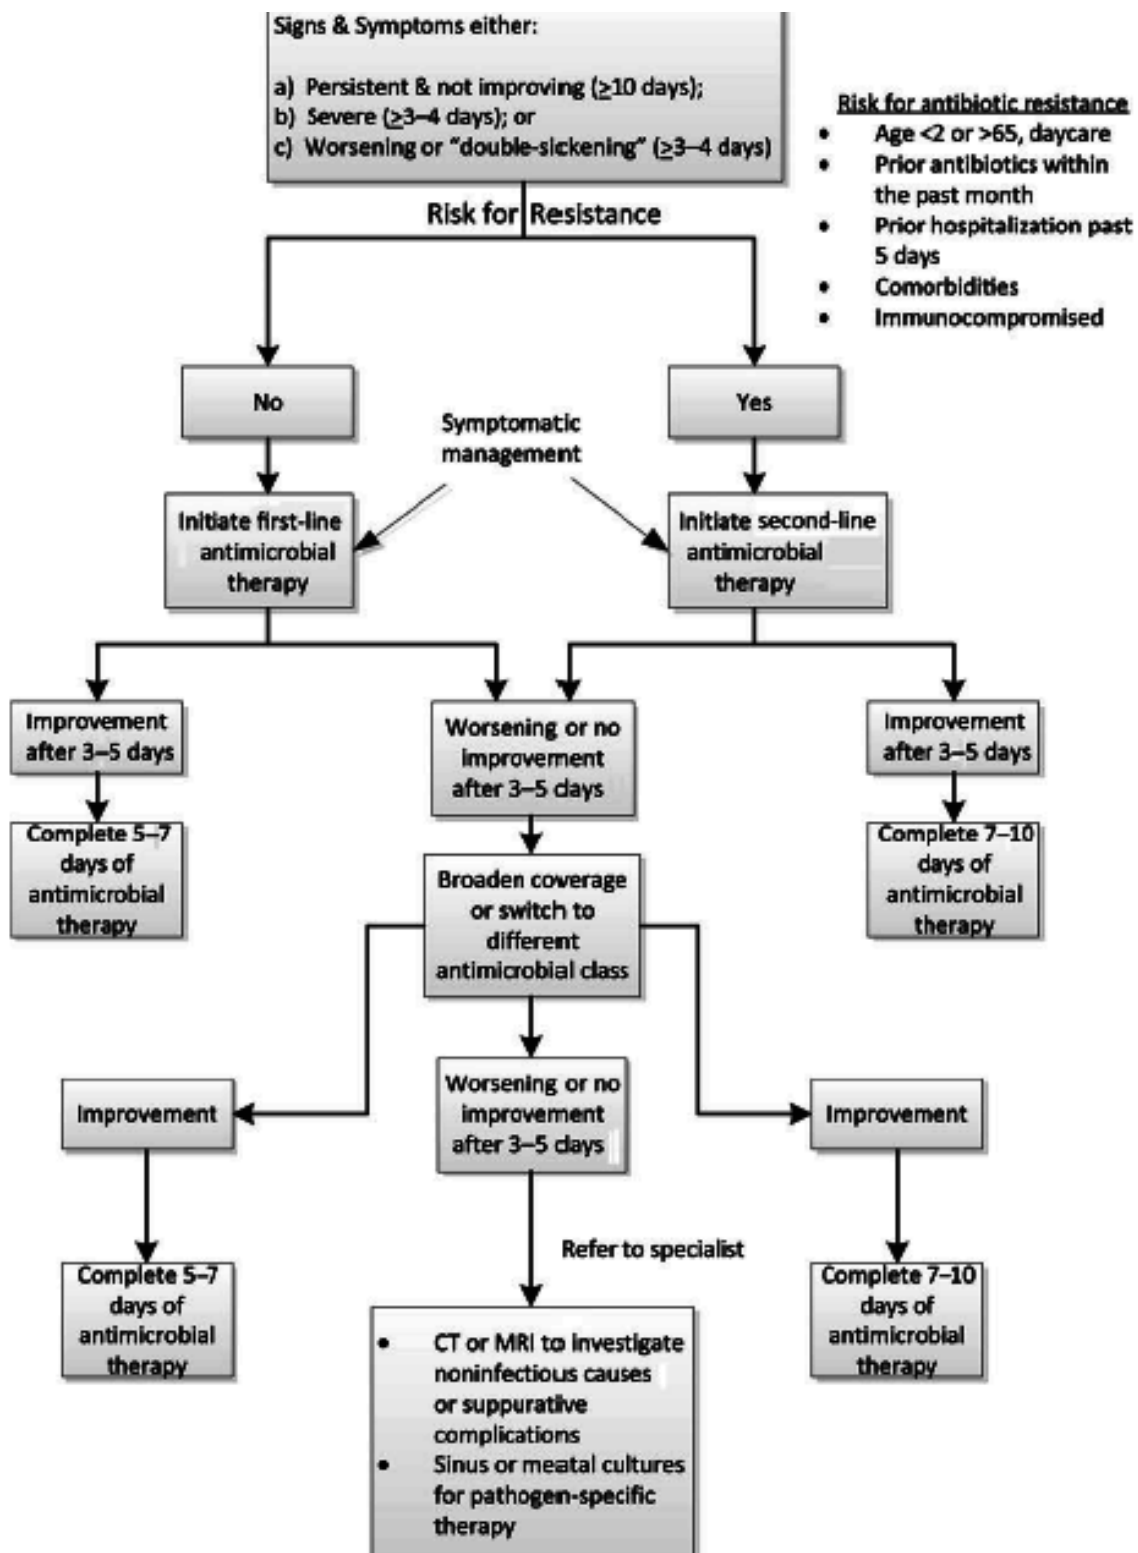 Signs & Symptoms either:
a) Persistent & not improving (≥10 days);
b) Severe (≥3–4 days); or
c) Worsening or “double-sickening” (≥3–4 days)
Risk for antibiotic resistance
• Age <2 or >65, daycare
• Prior antibiotics within
the past month
• Prior hospitalization past
5 days
• Comorbidities
• Immunocompromised
Risk for Resistance
No
Yes
Symptomatic
management
Initiate first-line
antimicrobial
therapy
Initiate second-line
antimicrobial
therapy
Improvement
after 3–5 days
Worsening or no
improvement
after 3–5 days
Improvement
after 3–5 days
Complete 5–7
days of
antimicrobial
therapy
Broaden coverage
or switch to
different
antimicrobial class
Complete 7–10
days of
antimicrobial
therapy
Improvement
Worsening or no
improvement
after 3–5 days
Improvement
Refer to specialist
Complete 5–7
days of
antimicrobial
therapy
Complete 7–10
days of
antimicrobial
therapy
• CT or MRI to investigate
noninfectious causes
or suppurative
complications
• Sinus or meatal cultures
for pathogen-specific
therapy